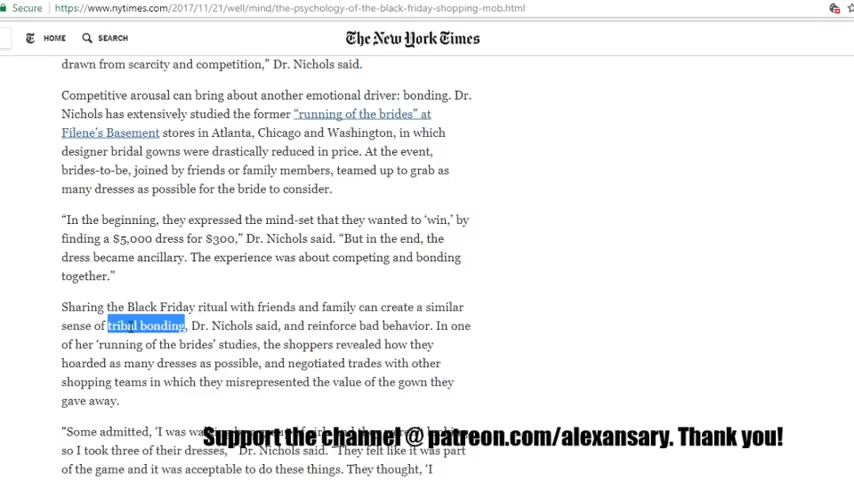 Secure
https://www.nytimes.com/2017/11/21/well/mind/the-psychology-of-the-black-friday-shopping-mob.html
HOME
SEARCH
The New York Times
drawn from scarcity and competition,” Dr. Nichols said.
Competitive arousal can bring about another emotional driver: bonding. Dr.
Nichols has extensively studied the former “running of the brides” at
Filene’s Basement stores in Atlanta, Chicago and Washington, in which
designer bridal gowns were drastically reduced in price. At the event,
brides-to-be, joined by friends or family members, teamed up to grab as
many dresses as possible for the bride to consider.
“In the beginning, they expressed the mind-set that they wanted to ‘win,’ by
finding a $5,000 dress for $300,” Dr. Nichols said. “But in the end, the
dress became ancillary. The experience was about competing and bonding
together.”
Sharing the Black Friday ritual with friends and family can create a similar
sense of tribal bonding, Dr. Nichols said, and reinforce bad behavior. In one
of her ‘running of the brides’ studies, the shoppers revealed how they
hoarded as many dresses as possible, and negotiated trades with other
shopping teams in which they misrepresented the value of the gown they
gave away.
“Some admitted, ‘I was
Support the channel @ patreon.com/alexansary. Thank you!
so I took three of their dresses,” Dr. Nichols said. “They felt like it was part
of the game and it was acceptable to do these things. They thought, ‘I